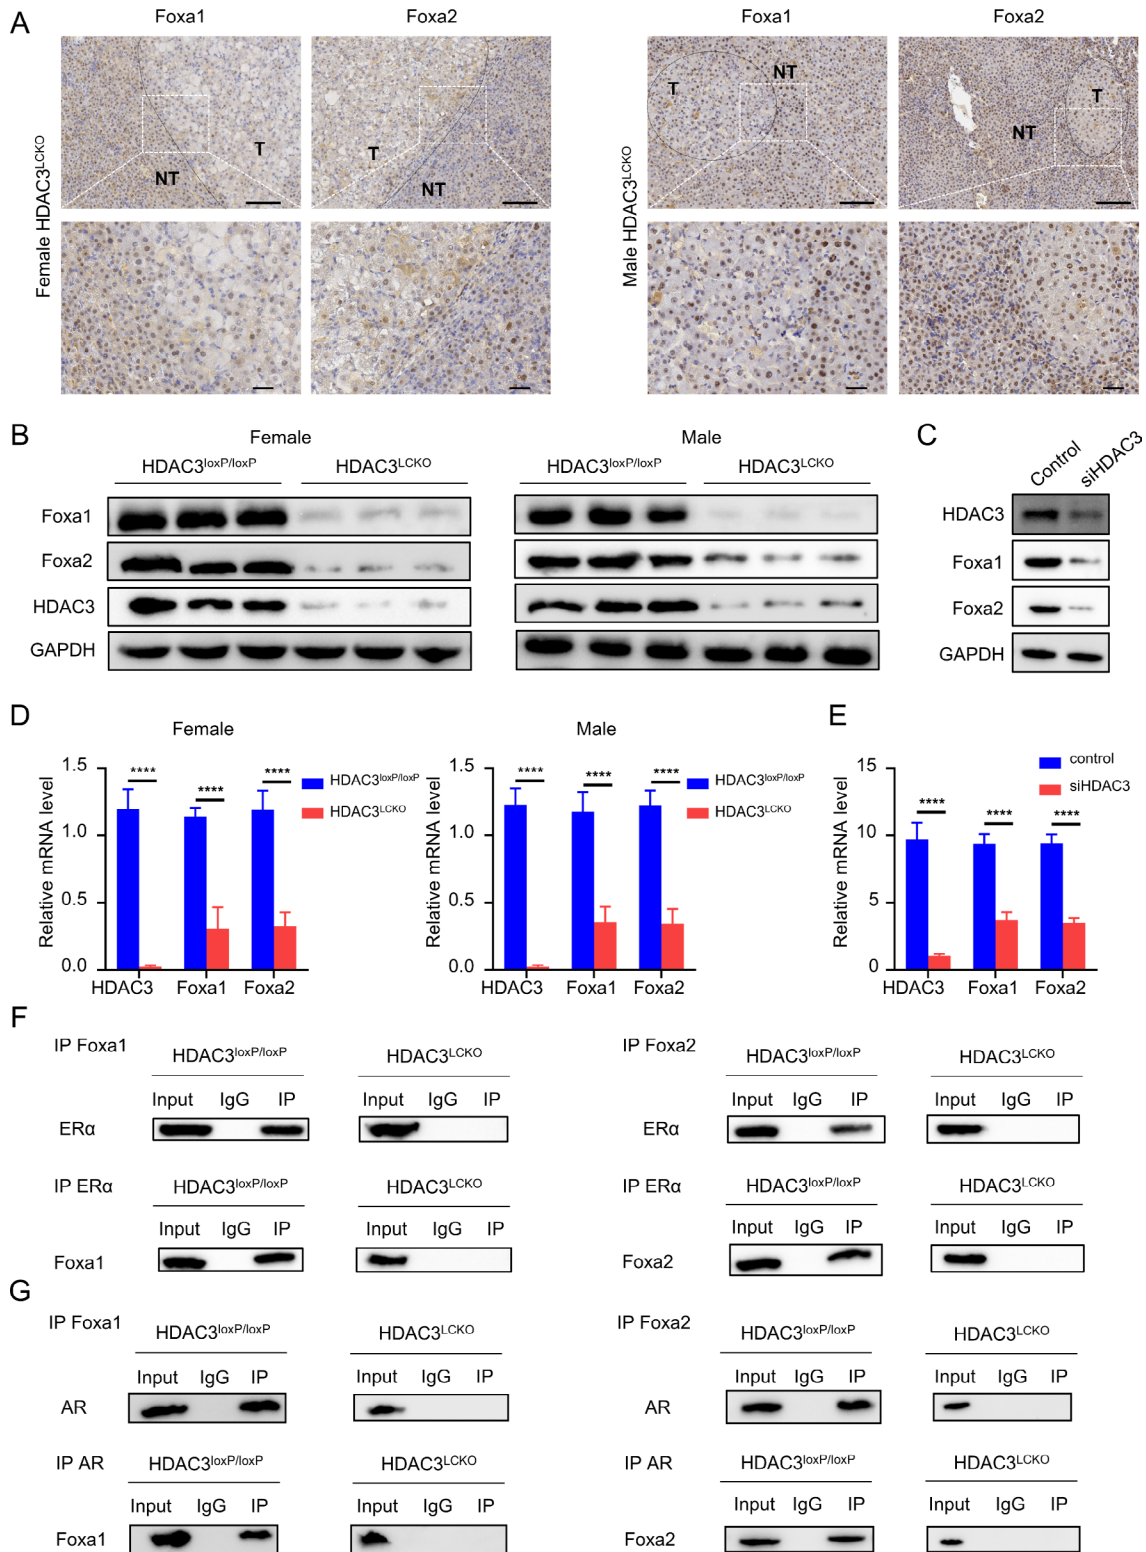 A
Foxa1
Foxa2
Foxa1
Foxa2
Female HDAC3LCKO
T
NT
T
NT
Male HDAC3LCKO
T
NT
NT
T
B
Female
Male
HDAC3loxP/loxP
HDAC3LCKO
HDAC3loxP/loxP
HDAC3LCKO
Foxa1
Foxa2
HDAC3
GAPDH
C
Control
siHDAC3
HDAC3
Foxa1
Foxa2
GAPDH
D
Female
Relative mRNA level
1.5
1.0
0.5
0.0
****
****
****
HDAC3loxP/loxP
HDAC3LCKO
HDAC3 Foxa1 Foxa2
Male
Relative mRNA level
1.5
1.0
0.5
0.0
****
****
****
HDAC3loxP/loxP
HDAC3LCKO
HDAC3 Foxa1 Foxa2
E
Relative mRNA level
15
10
5
0
****
****
****
control
siHDAC3
HDAC3 Foxa1 Foxa2
F
IP Foxa1
HDAC3loxP/loxP
HDAC3LCKO
Input IgG IP
Input IgG IP
ERα
IP Foxa2
HDAC3loxP/loxP
HDAC3LCKO
Input IgG IP
Input IgG IP
ERα
IP ERα
HDAC3loxP/loxP
HDAC3LCKO
Input IgG IP
Input IgG IP
Foxa1
IP ERα
HDAC3loxP/loxP
HDAC3LCKO
Input IgG IP
Input IgG IP
Foxa2
G
IP Foxa1
HDAC3loxP/loxP
HDAC3LCKO
Input IgG IP
Input IgG IP
AR
IP Foxa2
HDAC3loxP/loxP
HDAC3LCKO
Input IgG IP
Input IgG IP
AR
IP AR
HDAC3loxP/loxP
HDAC3LCKO
Input IgG IP
Input IgG IP
Foxa1
IP AR
HDAC3loxP/loxP
HDAC3LCKO
Input IgG IP
Input IgG IP
Foxa2